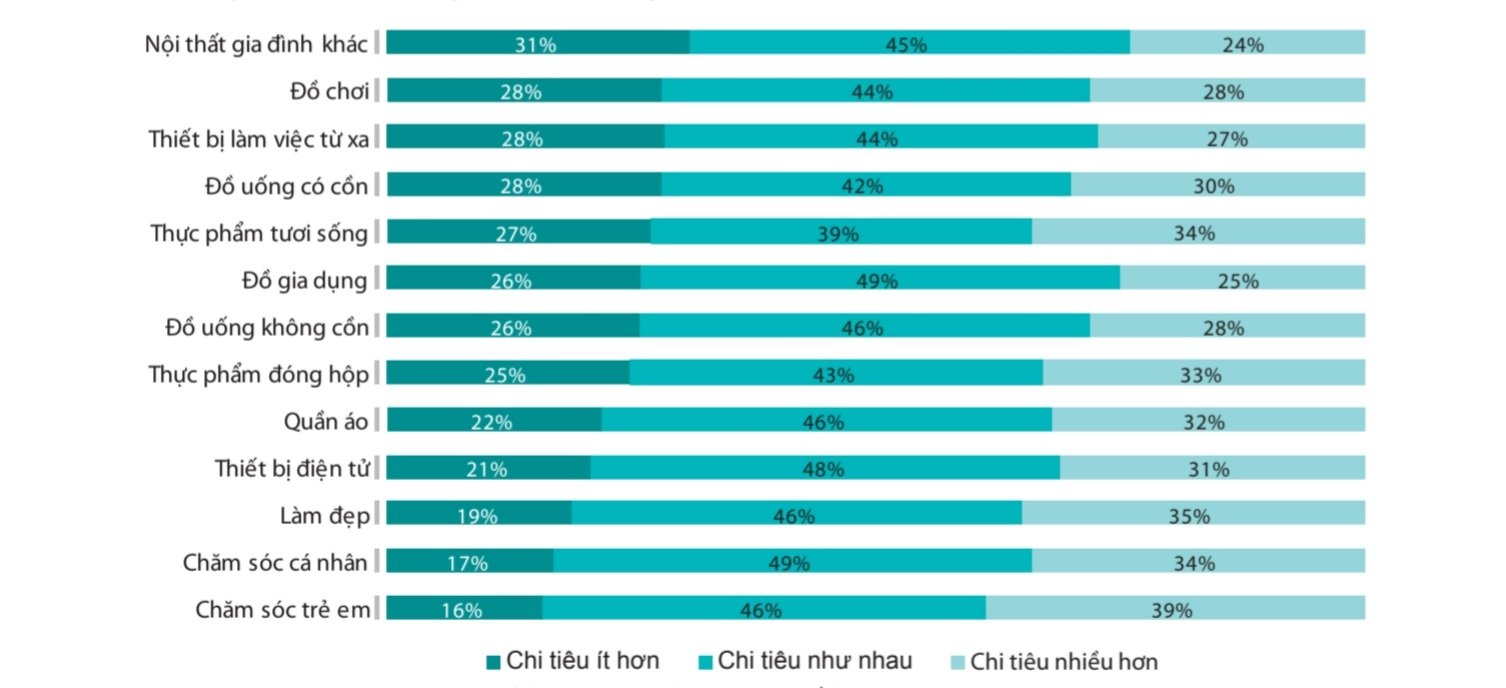 Nội thất gia đình khác 31% 45% 24%
Đồ chơi 28% 44% 28%
Thiết bị làm việc từ xa 28% 44% 27%
Đồ uống có cồn 28% 42% 30%
Thực phẩm tươi sống 27% 39% 34%
Đồ gia dụng 26% 49% 25%
Đồ uống không cồn 26% 46% 28%
Thực phẩm đóng hộp 25% 43% 33%
Quần áo 22% 46% 32%
Thiết bị điện tử 21% 48% 31%
Làm đẹp 19% 46% 35%
Chăm sóc cá nhân 17% 49% 34%
Chăm sóc trẻ em 16% 46% 39%
Chi tiêu ít hơn Chi tiêu như nhau Chi tiêu nhiều hơn